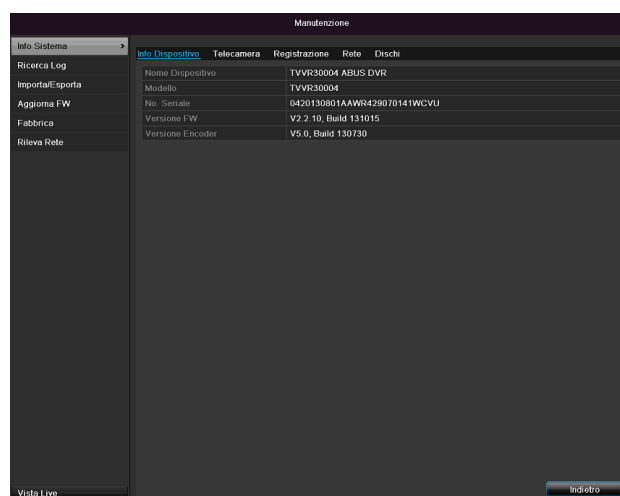 Manutenzione
Info Sistema >
Ricerca Log
Importa/Esporta
Aggiorna FW
Fabbrica
Rileva Rete
Info Dispositivo Telecamera Registrazione Rete Dischi
Nome Dispositivo TVVR30004 ABUS DVR
Modello TVVR30004
No. Seriale 0420130801AAWR429070141WCVU
Versione FW V2.2.10, Build 131015
Versione Encoder V5.0, Build 130730
Vista Live
Indietro